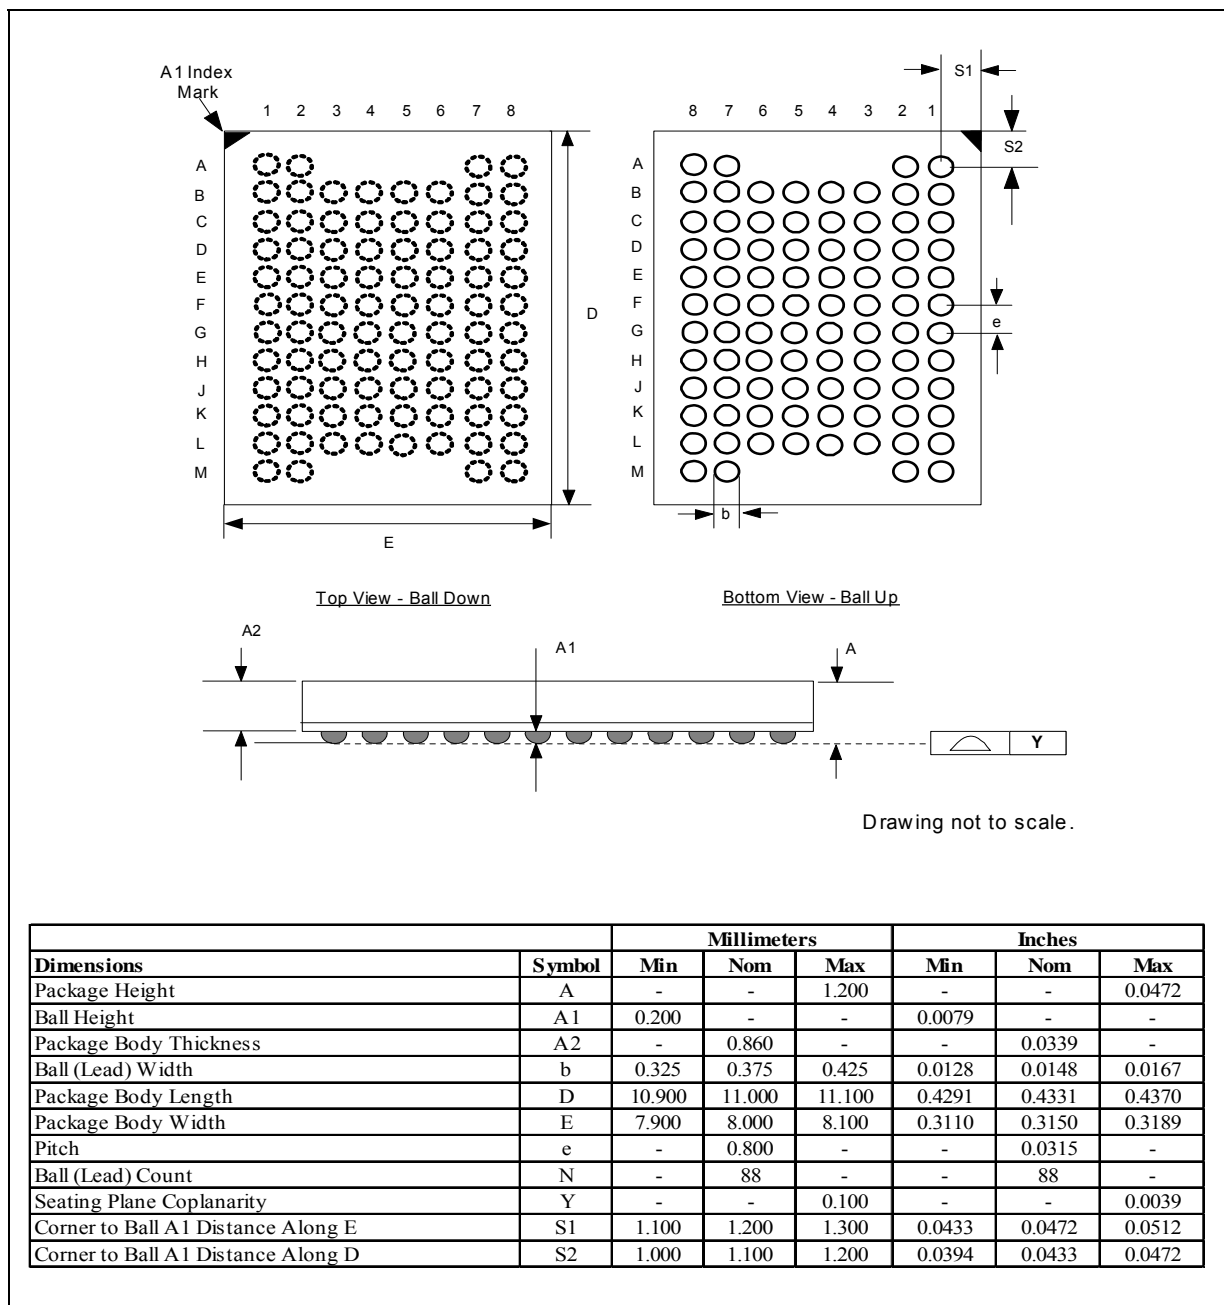 A1 Index
Mark
1 2 3 4 5 6 7 8
A
B
C
D
E
F
G
H
J
K
L
M
D
E
S1
8 7 6 5 4 3 2 1
S2
A
B
C
D
E
F
G
H
J
K
L
M
e
b
Top View - Ball Down
Bottom View - Ball Up
A2
A1
A
Y
Drawing not to scale.
Millimeters Inches
Dimensions Symbol Min Nom Max Min Nom Max
Package Height A - - 1.200 - - 0.0472
Ball Height A1 0.200 - - 0.0079 - -
Package Body Thickness A2 - 0.860 - - 0.0339 -
Ball (Lead) Width b 0.325 0.375 0.425 0.0128 0.0148 0.0167
Package Body Length D 10.900 11.000 11.100 0.4291 0.4331 0.4370
Package Body Width E 7.900 8.000 8.100 0.3110 0.3150 0.3189
Pitch e - 0.800 - - 0.0315 -
Ball (Lead) Count N - 88 - - 88 -
Seating Plane Coplanarity Y - - 0.100 - - 0.0039
Corner to Ball A1 Distance Along E S1 1.100 1.200 1.300 0.0433 0.0472 0.0512
Corner to Ball A1 Distance Along D S2 1.000 1.100 1.200 0.0394 0.0433 0.0472